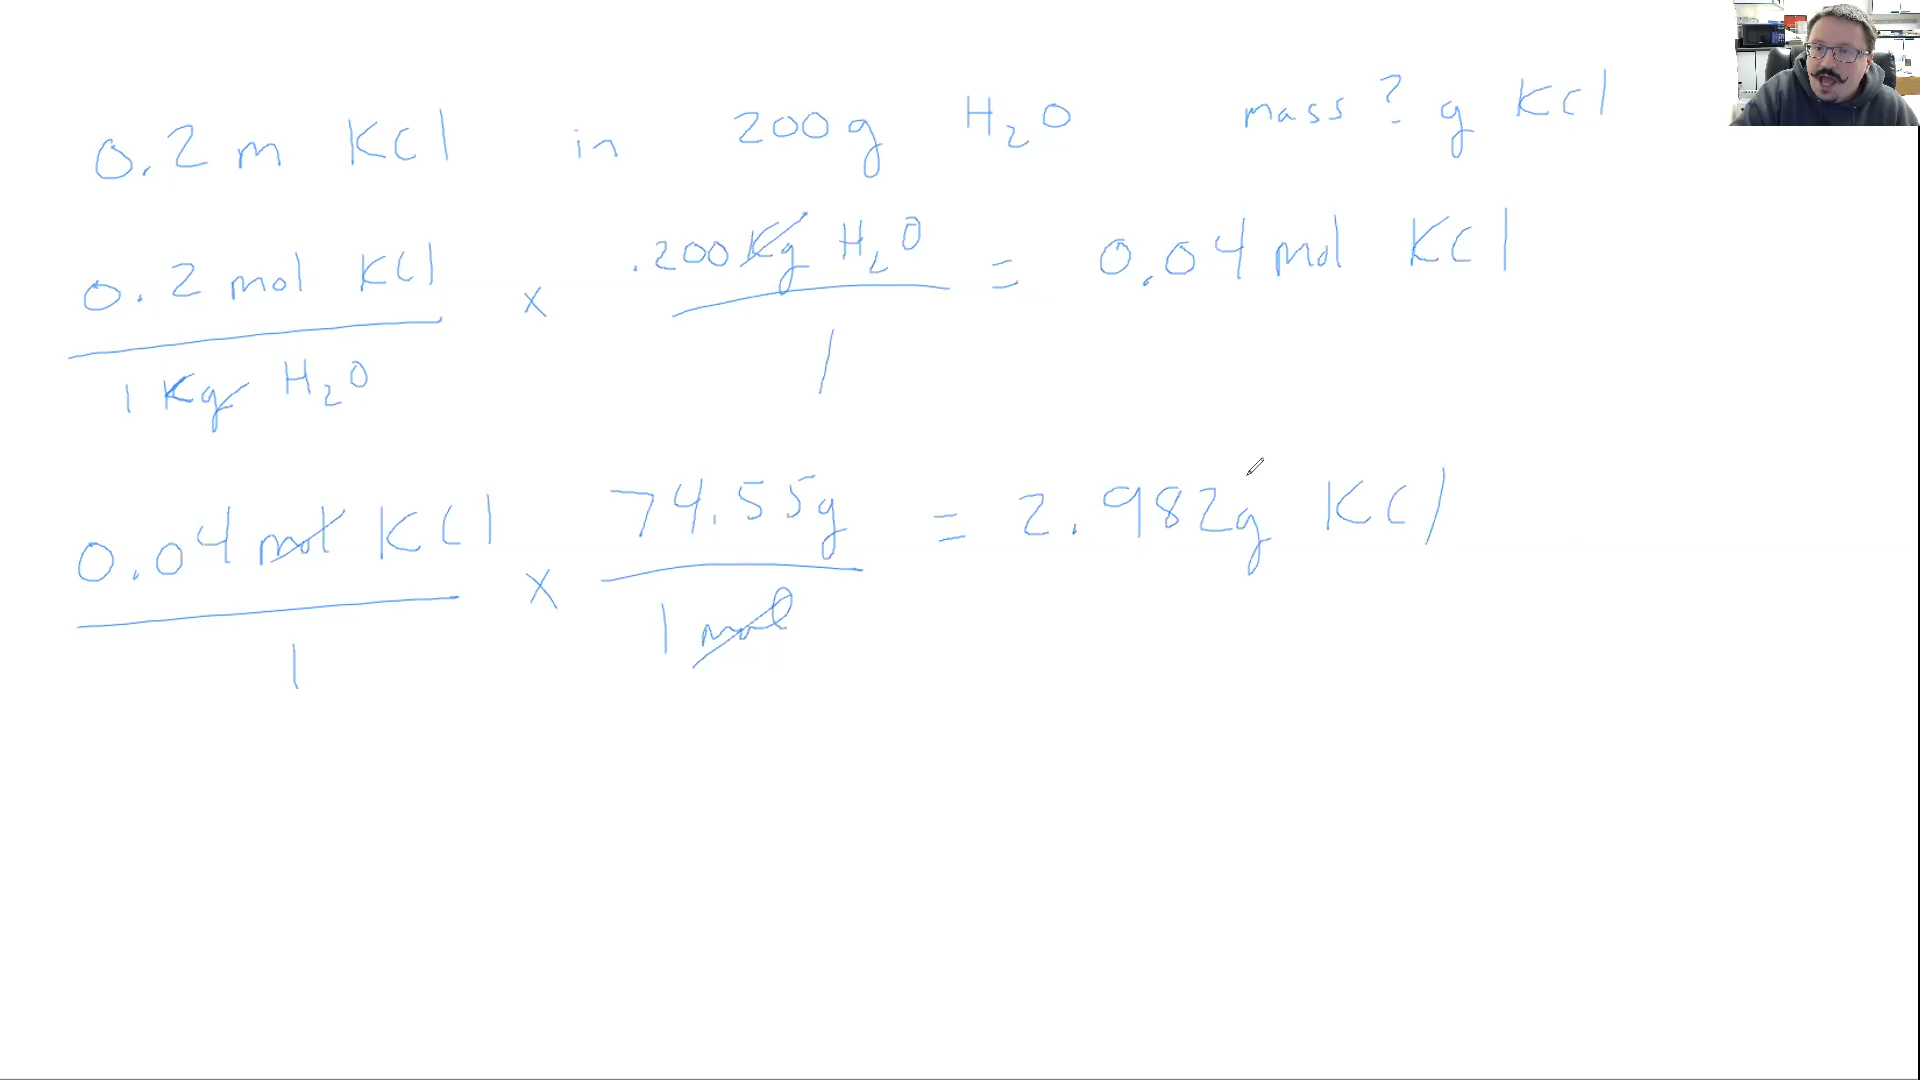 0.2 m KCl in 200g H2O mass ? g KCl
0.2 mol KCl x .200 Kg H2O = 0.04 mol KCl
1 Kg H2O 1
0.04 mol KCl x 74.55g = 2.982g KCl
1 1 mol